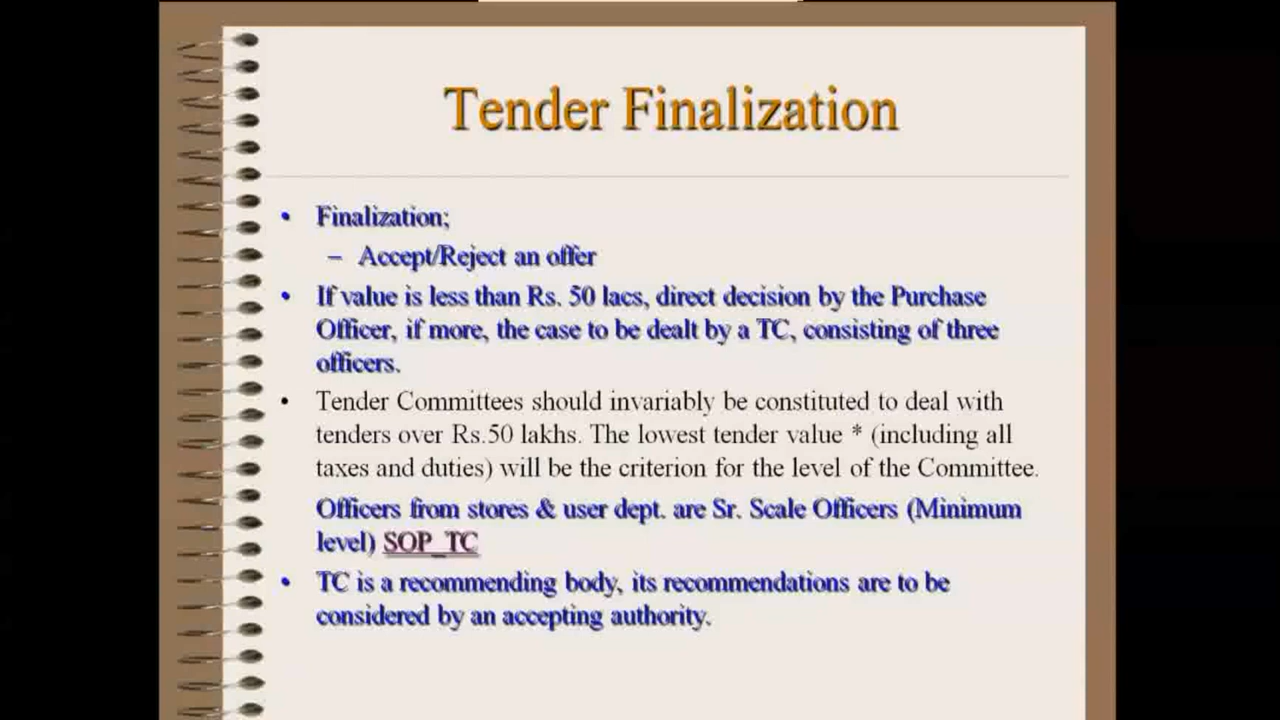 Tender Finalization
• Finalization;
– Accept/Reject an offer
• If value is less than Rs. 50 lacs, direct decision by the Purchase
Officer, if more, the case to be dealt by a TC, consisting of three
officers.
• Tender Committees should invariably be constituted to deal with
tenders over Rs.50 lakhs. The lowest tender value * (including all
taxes and duties) will be the criterion for the level of the Committee.
Officers from stores & user dept. are Sr. Scale Officers (Minimum
level) SOP_TC
• TC is a recommending body, its recommendations are to be
considered by an accepting authority.